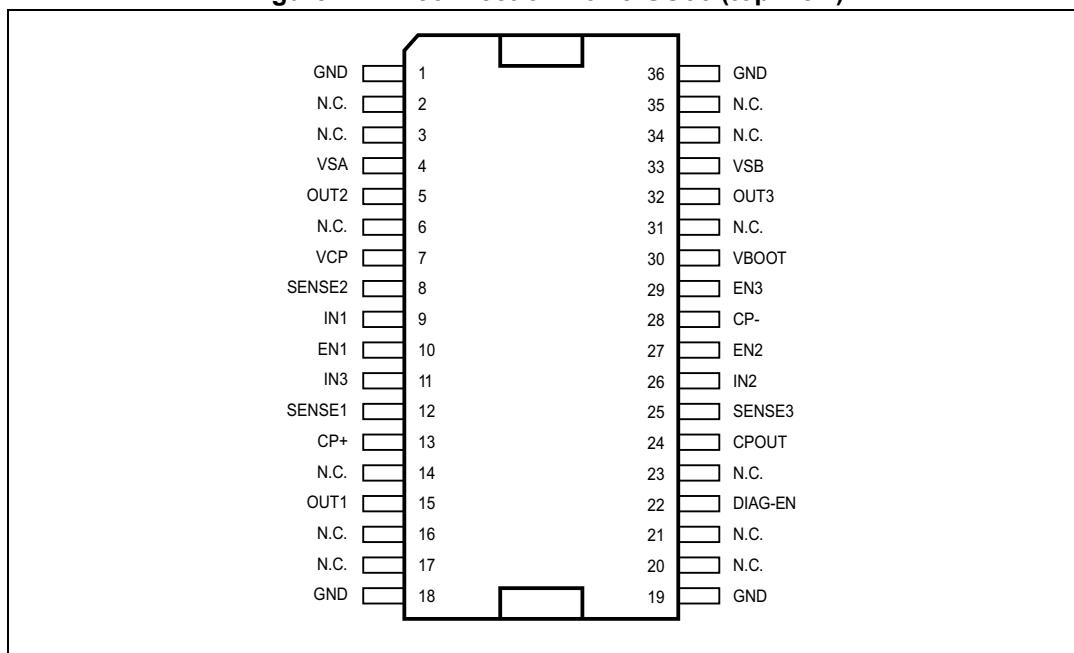 GND 1 36 GND
N.C. 2 35 N.C.
N.C. 3 34 N.C.
VSA 4 33 VSB
OUT2 5 32 OUT3
N.C. 6 31 N.C.
VCP 7 30 VBOOT
SENSE2 8 29 EN3
IN1 9 28 CP-
EN1 10 27 EN2
IN3 11 26 IN2
SENSE1 12 25 SENSE3
CP+ 13 24 CPOUT
N.C. 14 23 N.C.
OUT1 15 22 DIAG-EN
N.C. 16 21 N.C.
N.C. 17 20 N.C.
GND 18 19 GND